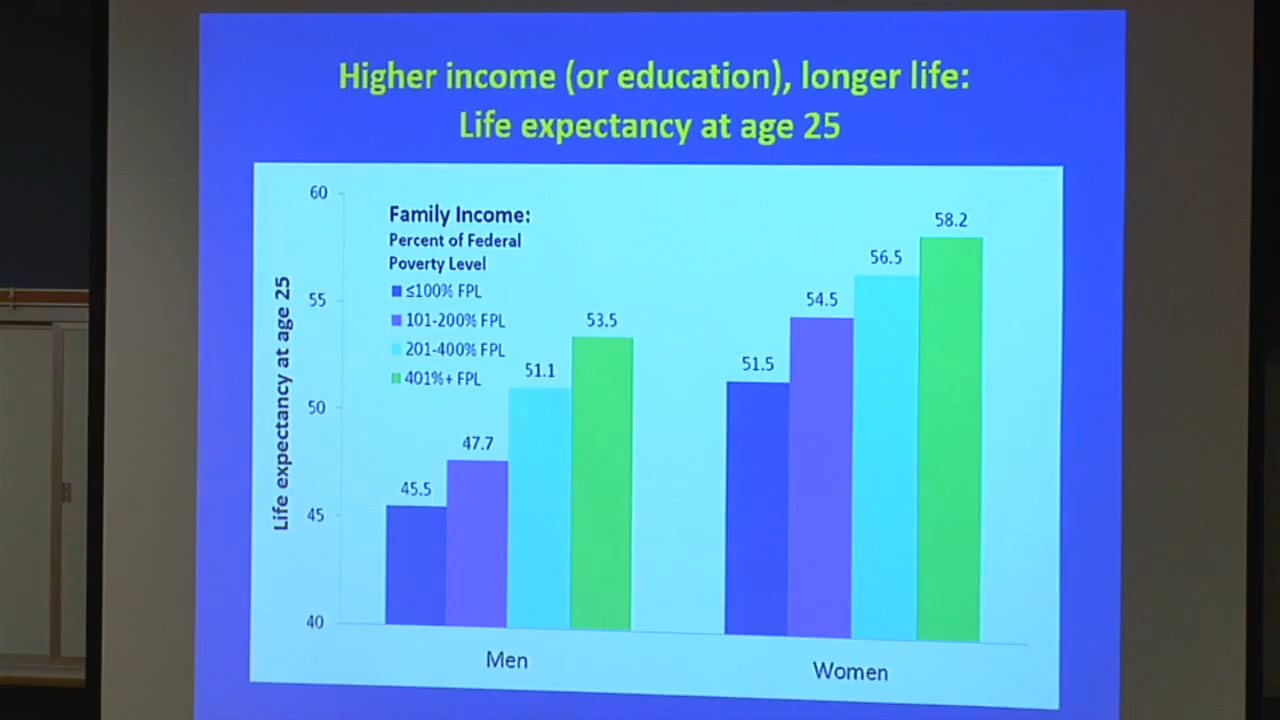 Higher income (or education), longer life:
Life expectancy at age 25
Life expectancy at age 25
60
55
50
45
40
Family Income:
Percent of Federal
Poverty Level
≤100% FPL
101-200% FPL
201-400% FPL
401%+ FPL
45.5
47.7
51.1
53.5
51.5
54.5
56.5
58.2
Men
Women